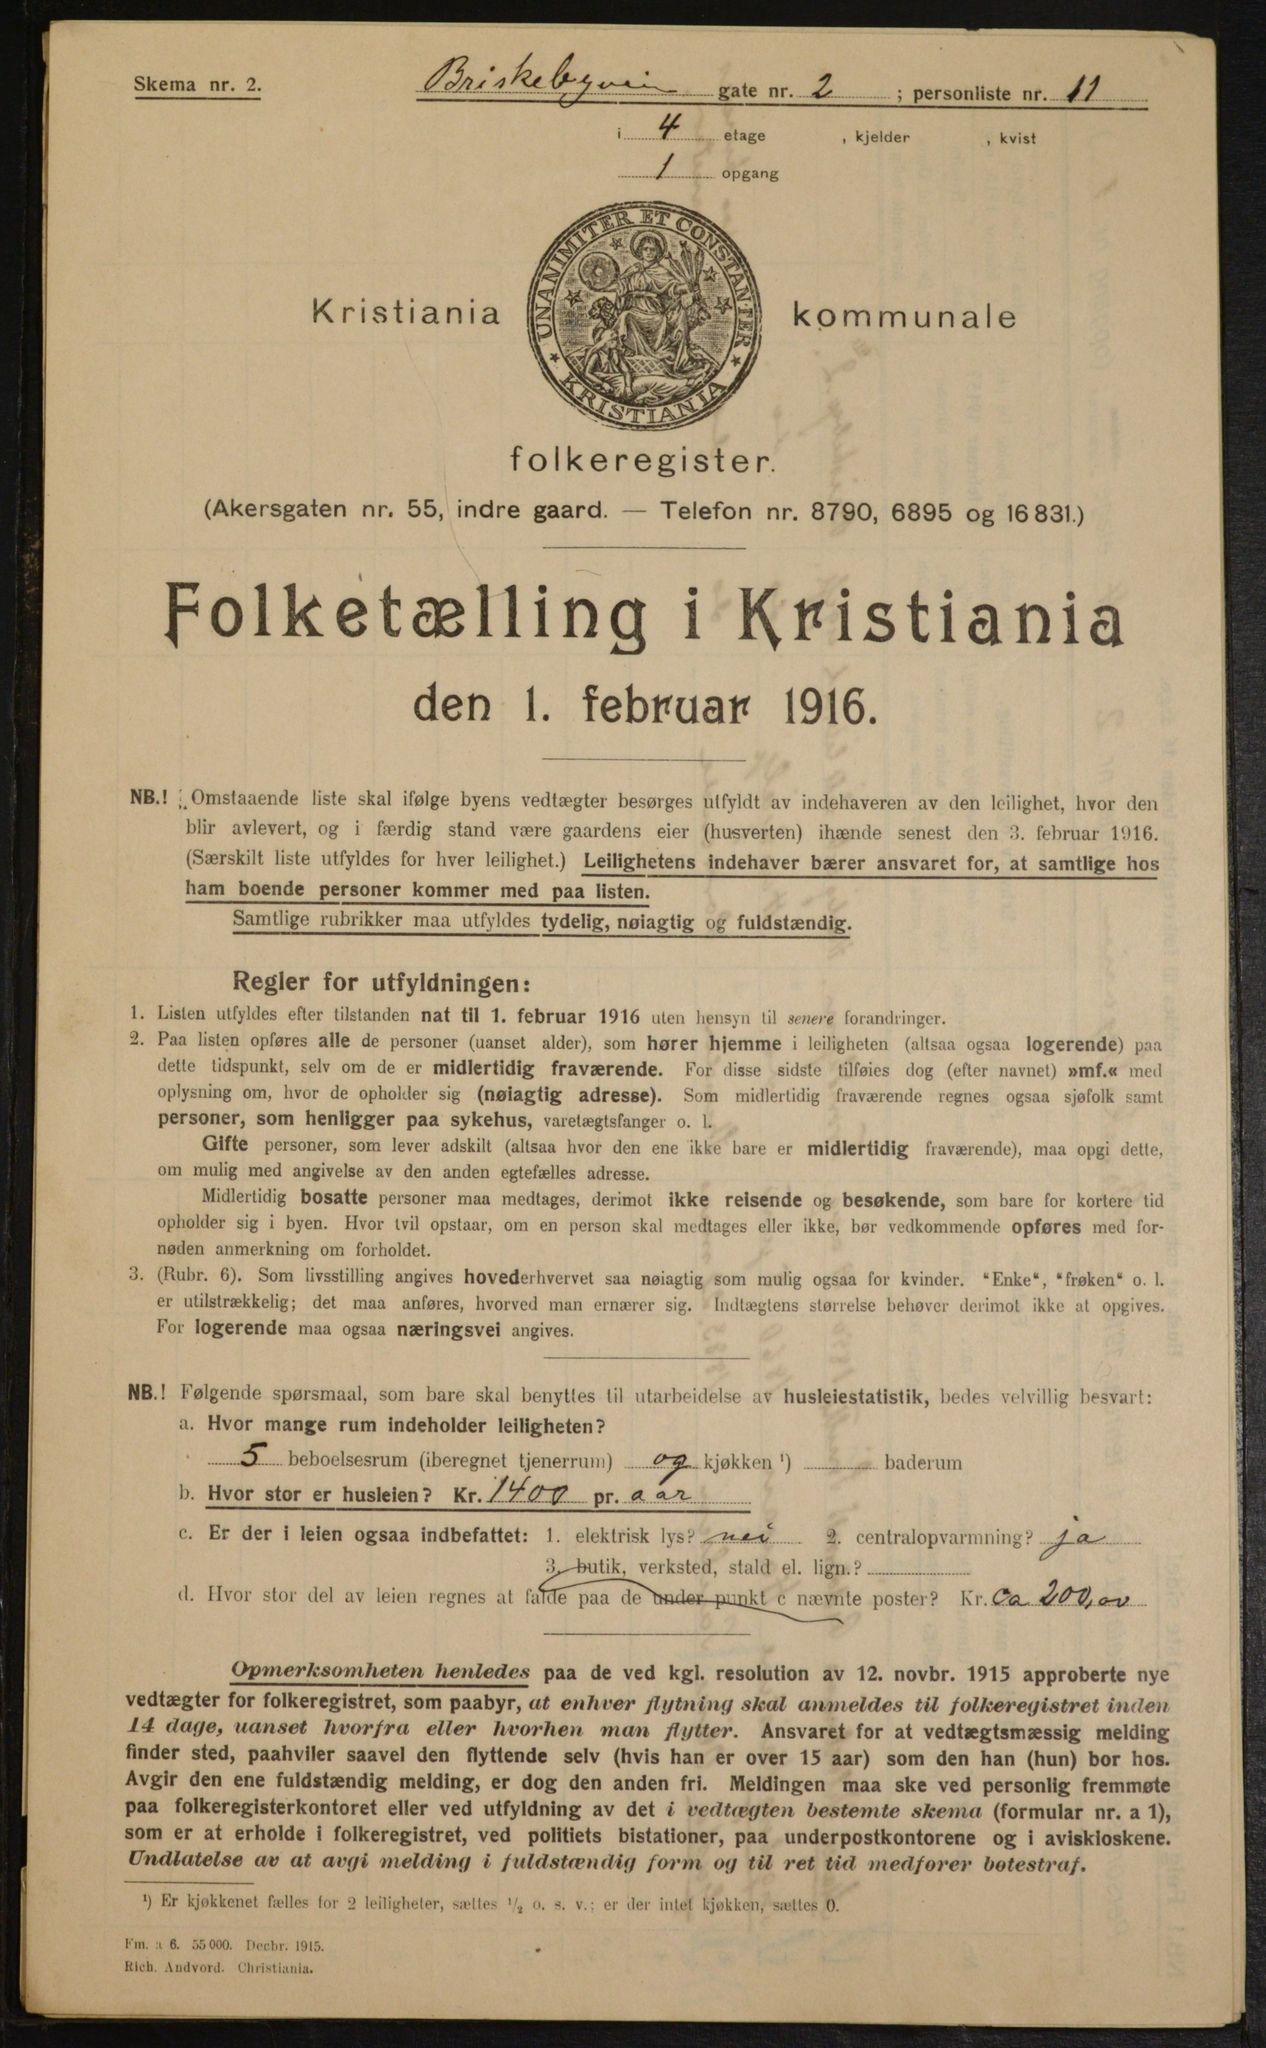 Skema nr. 2.
Briskebyvein gate nr. 2 ; personliste nr. 11
i 4 etage , kjelder , kvist
1 opgang
UNANIMITER ET CONSTANTER
KRISTIANIA
Kristiania kommunale
folkeregister.
(Akersgaten nr. 55, indre gaard. — Telefon nr. 8790, 6895 og 16 831.)
Folketælling i Kristiania
den 1. februar 1916.
NB.! Omstaaende liste skal ifølge byens vedtægter besørges utfyldt av indehaveren av den leilighet, hvor den
blir avlevert, og i færdig stand være gaardens eier (husverten) ihænde senest den 3. februar 1916.
(Særskilt liste utfyldes for hver leilighet.) Leilighetens indehaver bærer ansvaret for, at samtlige hos
ham boende personer kommer med paa listen.
Samtlige rubrikker maa utfyldes tydelig, nøiagtig og fuldstændig.
Regler for utfyldningen:
1. Listen utfyldes efter tilstanden nat til 1. februar 1916 uten hensyn til senere forandringer.
2. Paa listen opføres alle de personer (uanset alder), som hører hjemme i leiligheten (altsaa ogsaa logerende) paa
dette tidspunkt, selv om de er midlertidig fraværende. For disse sidste tilføies dog (efter navnet) »mf.« med
oplysning om, hvor de opholder sig (nøiagtig adresse). Som midlertidig fraværende regnes ogsaa sjøfolk samt
personer, som henligger paa sykehus, varetægtsfanger o. l.
Gifte personer, som lever adskilt (altsaa hvor den ene ikke bare er midlertidig fraværende), maa opgi dette,
om mulig med angivelse av den anden egtefælles adresse.
Midlertidig bosatte personer maa medtages, derimot ikke reisende og besøkende, som bare for kortere tid
opholder sig i byen. Hvor tvil opstaar, om en person skal medtages eller ikke, bør vedkommende opføres med for-
nøden anmerkning om forholdet.
3. (Rubr. 6). Som livsstilling angives hovederhvervet saa nøiagtig som mulig ogsaa for kvinder. "Enke", "frøken" o. l.
er utilstrækkelig; det maa anføres, hvorved man ernærer sig. Indtægtens størrelse behøver derimot ikke at opgives.
For logerende maa ogsaa næringsvei angives.
NB.! Følgende spørsmaal, som bare skal benyttes til utarbeidelse av husleiestatistik, bedes velvillig besvart:
a. Hvor mange rum indeholder leiligheten?
5 beboelsesrum (iberegnet tjenerrum) og kjøkken ¹) baderum
b. Hvor stor er husleien? Kr. 1400 pr. aar
c. Er der i leien ogsaa indbefattet: 1. elektrisk lys? nei 2. centralopvarmning? ja
3. butik, verksted, stald el. lign.?
d. Hvor stor del av leien regnes at falde paa de under punkt c nævnte poster? Kr. ca 200,00
Opmerksomheten henledes paa de ved kgl. resolution av 12. novbr. 1915 approberte nye
vedtægter for folkeregistret, som paabyr, at enhver flytning skal anmeldes til folkeregistret inden
14 dage, uanset hvorfra eller hvorhen man flytter. Ansvaret for at vedtægtsmæssig melding
finder sted, paahviler saavel den flyttende selv (hvis han er over 15 aar) som den han (hun) bor hos.
Avgir den ene fuldstændig melding, er dog den anden fri. Meldingen maa ske ved personlig fremmøte
paa folkeregisterkontoret eller ved utfyldning av det i vedtægten bestemte skema (formular nr. a 1),
som er at erholde i folkeregistret, ved politiets bistationer, paa underpostkontorene og i aviskioskene.
Undlatelse av at avgi melding i fuldstændig form og til ret tid medfører bøtestraf.
¹) Er kjøkkenet fælles for 2 leiligheter, sættes ½ o. s. v.; er der intet kjøkken, sættes 0.
Fm. a 6. 55 000. Decbr. 1915.
Rich. Andvord. Christiania.